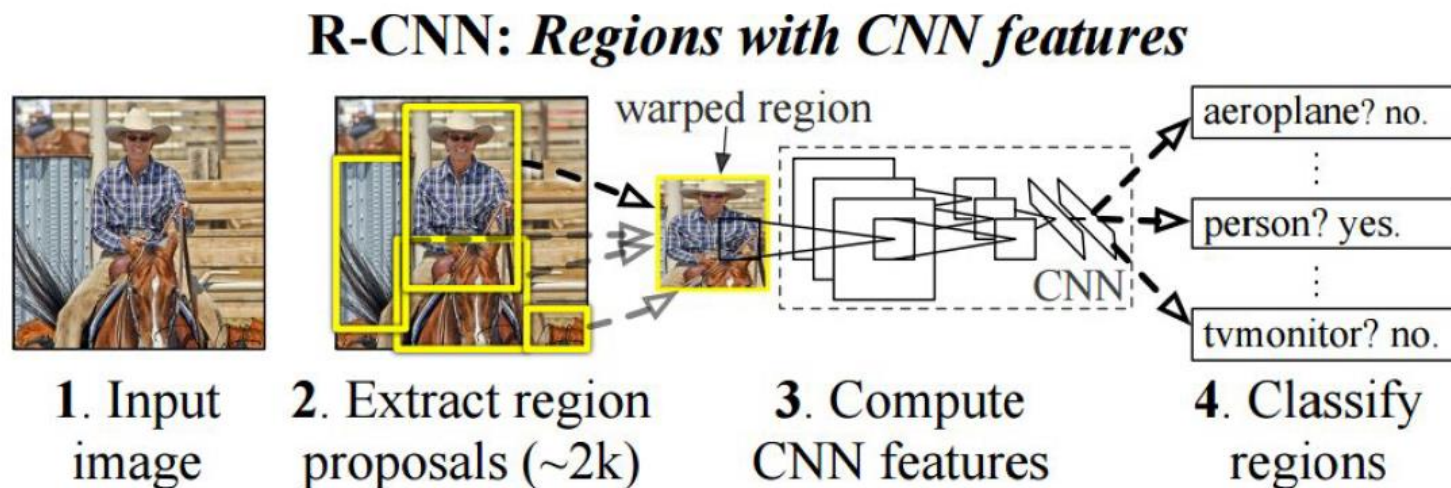 R-CNN: Regions with CNN features
warped region
aeroplane? no.
person? yes.
CNN
tvmonitor? no.
1. Input
image
2. Extract region
proposals (~2k)
3. Compute
CNN features
4. Classify
regions